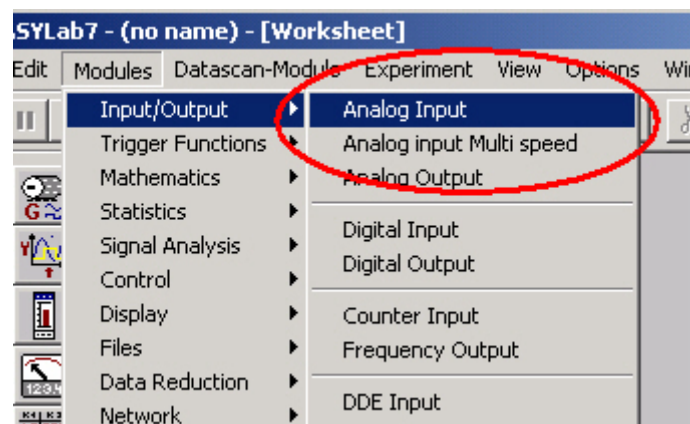 SYLab7 - (no name) - [Worksheet]
Edit Modules Datascan-Module Experiment View Options
Input/Output Analog Input
Trigger Functions Analog input Multi speed
Mathematics Analog Output
Statistics
Digital Input
Signal Analysis
Digital Output
Control
Display Counter Input
Files Frequency Output
Data Reduction
DDE Input
Network